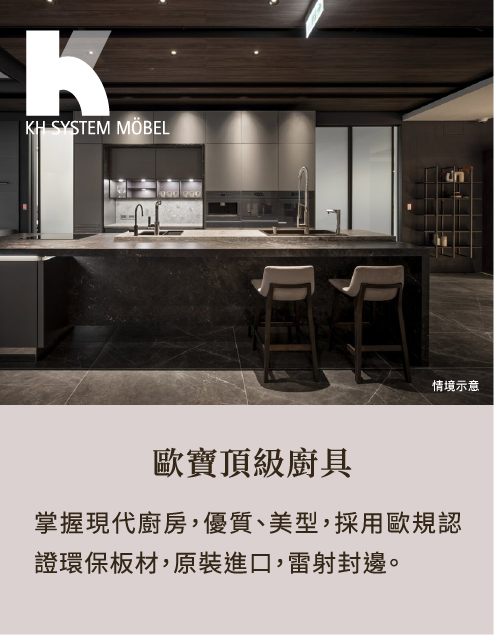 KH SYSTEM MÖBEL
情境示意
歐寶頂級廚具
掌握現代廚房，優質、美型，採用歐規認
證環保板材，原裝進口，雷射封邊。